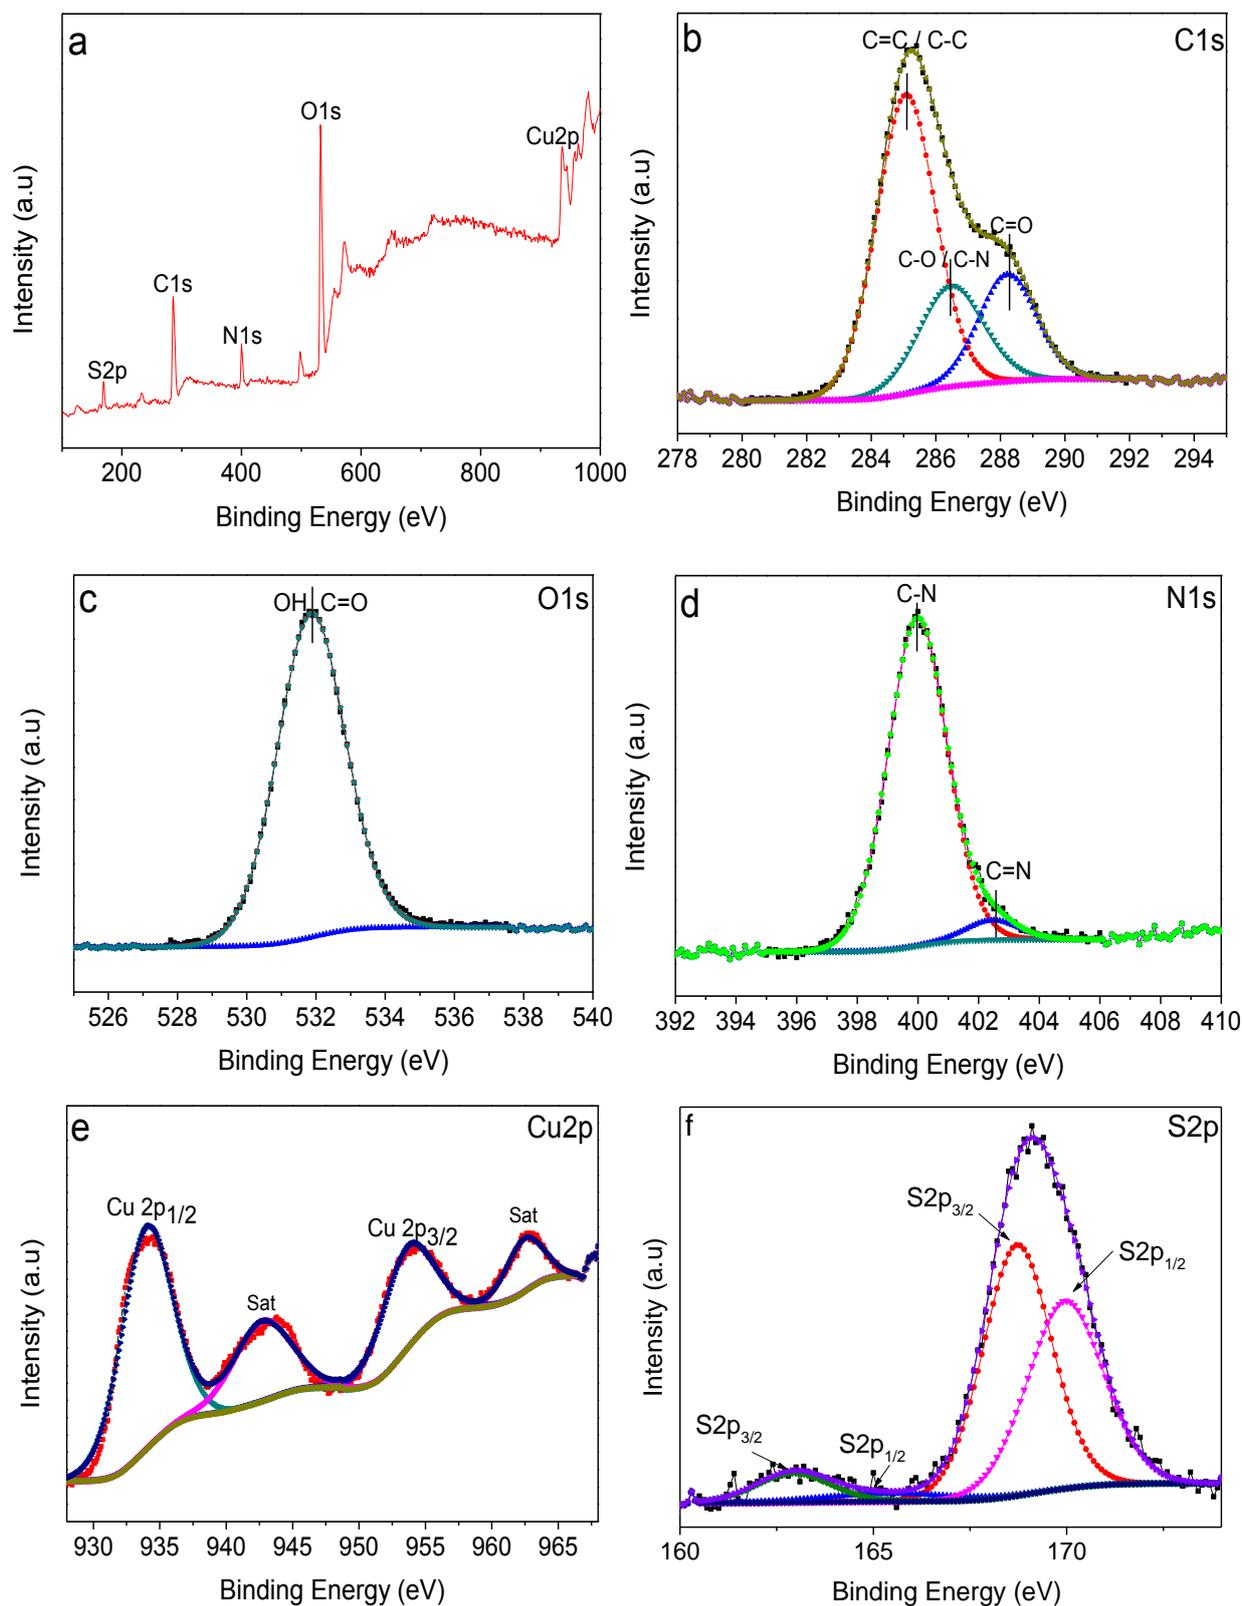 a
O1s
Cu2p
C1s
N1s
S2p
Intensity (a.u)
200 400 600 800 1000
Binding Energy (eV)
b
C=C / C-C
C1s
C=O
C-O / C-N
Intensity (a.u)
278 280 282 284 286 288 290 292 294
Binding Energy (eV)
c
OH C=O
O1s
Intensity (a.u)
526 528 530 532 534 536 538 540
Binding Energy (eV)
d
C-N
N1s
C=N
Intensity (a.u)
392 394 396 398 400 402 404 406 408 410
Binding Energy (eV)
e
Cu2p
Cu 2p1/2
Cu 2p3/2
Sat
Sat
Intensity (a.u)
930 935 940 945 950 955 960 965
Binding Energy (eV)
f
S2p
S2p3/2
S2p1/2
S2p3/2
S2p1/2
Intensity (a.u)
160 165 170
Binding Energy (eV)